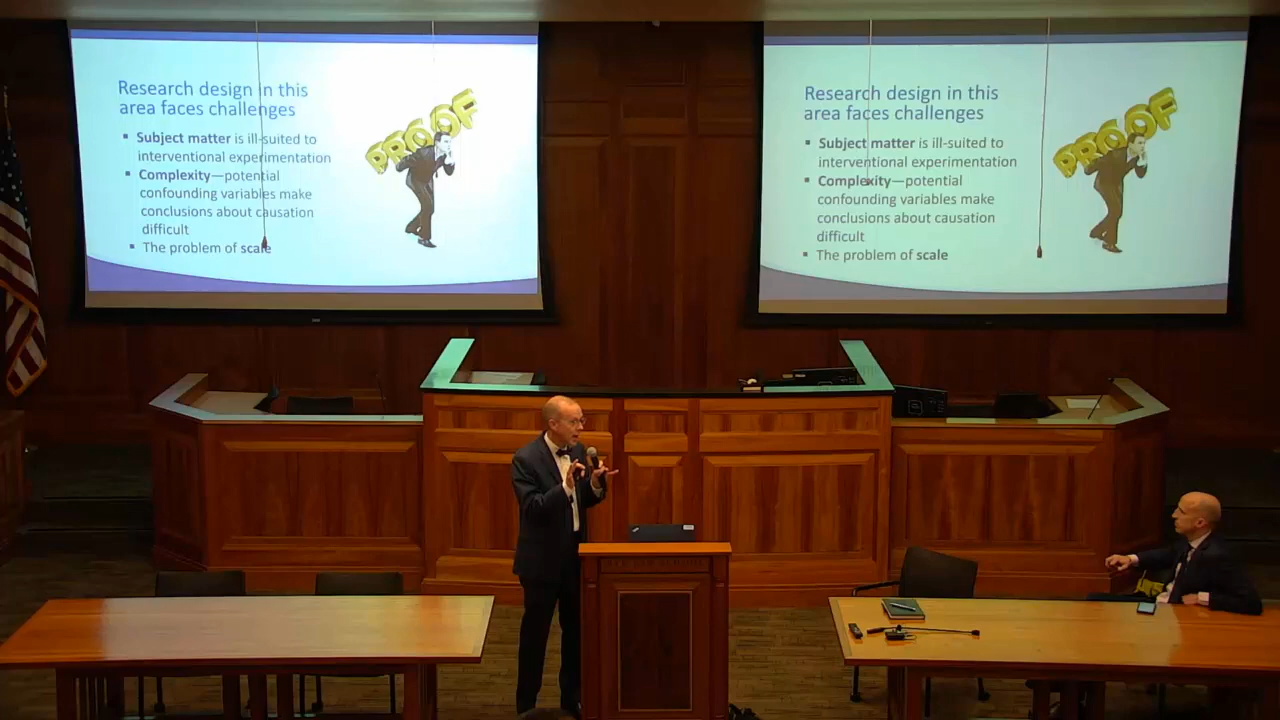 Research design in this
area faces challenges
▪ Subject matter is ill-suited to
interventional experimentation
▪ Complexity—potential
confounding variables make
conclusions about causation
difficult
▪ The problem of scale
PROOF
Research design in this
area faces challenges
▪ Subject matter is ill-suited to
interventional experimentation
▪ Complexity—potential
confounding variables make
conclusions about causation
difficult
▪ The problem of scale
PROOF